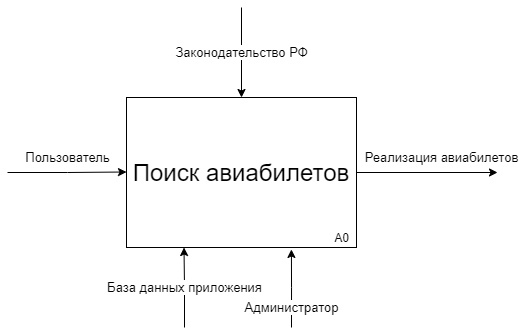 Законодательство РФ
Пользователь
Реализация авиабилетов
Поиск авиабилетов
A0
База данных приложения
Администратор